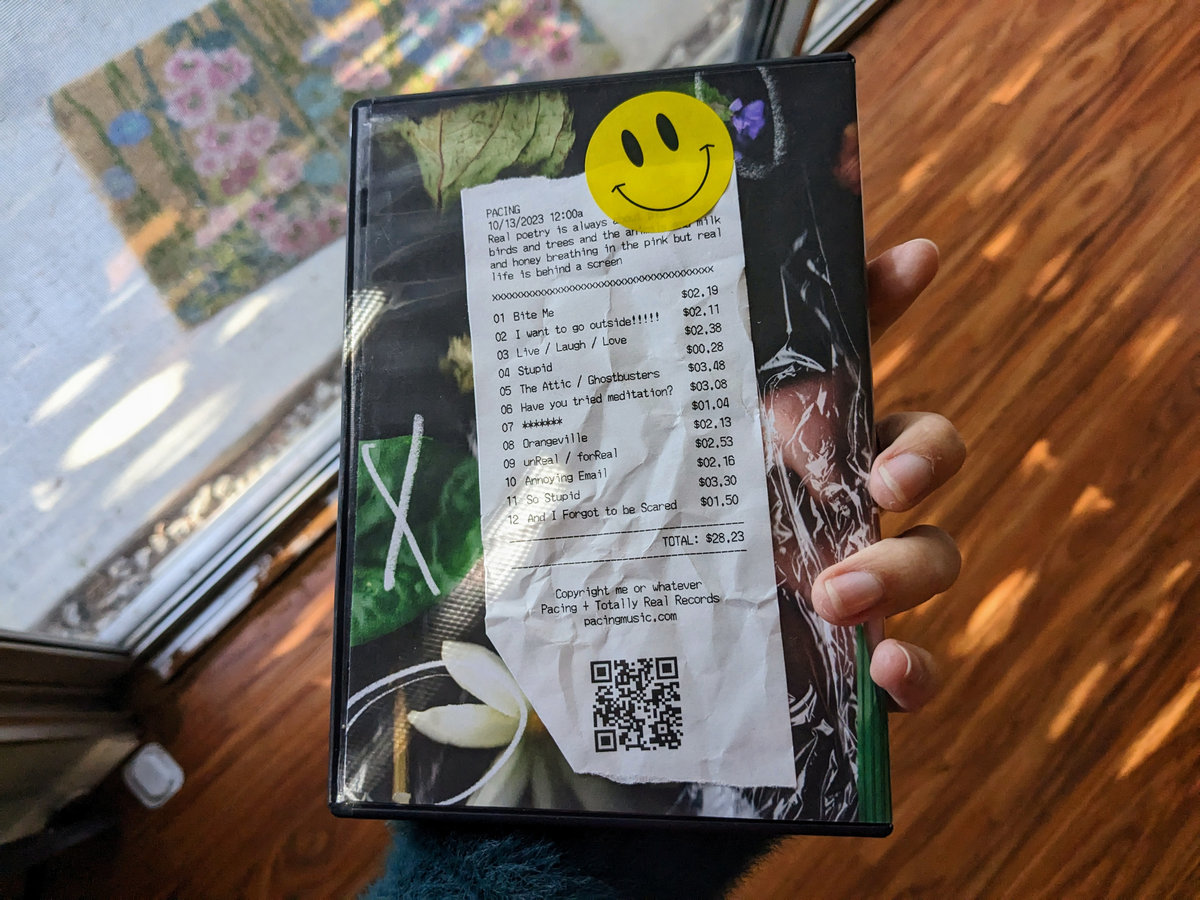 PACING
10/13/2023 12:00a
Real poetry is always milk
birds and trees and the
and honey breathing in the pink but real
life is behind a screen
xxxxxxxxxxxxxxxxxxxxxxxxxxxxxxxxxxxxxxx
01 Bite Me $02.19
02 I want to go outside!!!!! $02.11
03 Live / Laugh / Love $02.38
04 Stupid $00.28
05 The Attic / Ghostbusters $03.48
06 Have you tried meditation? $03.08
07 ******* $01.04
08 Orangeville $02.13
09 unReal / forReal $02.53
10 Annoying Email $02.16
11 So Stupid $03.30
12 And I Forgot to be Scared $01.50
TOTAL: $28.23
Copyright me or whatever
Pacing + Totally Real Records
pacingmusic.com
X